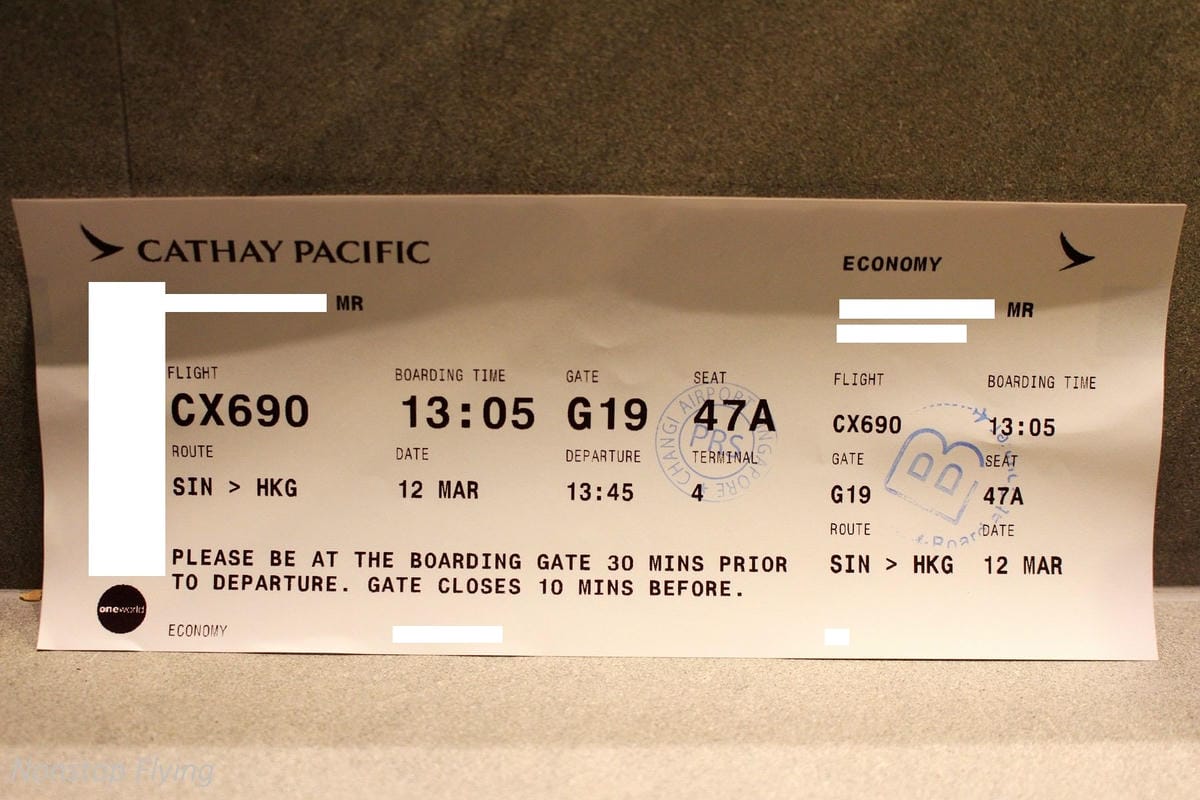 CATHAY PACIFIC
MR
FLIGHT BOARDING TIME GATE SEAT
CX690 13:05 G19 47A
ROUTE DATE DEPARTURE TERMINAL
SIN > HKG 12 MAR 13:45 4
PLEASE BE AT THE BOARDING GATE 30 MINS PRIOR
TO DEPARTURE. GATE CLOSES 10 MINS BEFORE.
oneworld
ECONOMY
CHANGI AIRPORT SINGAPORE
PBS
ECONOMY
MR
FLIGHT BOARDING TIME
CX690 13:05
GATE SEAT
G19 47A
ROUTE DATE
SIN > HKG 12 MAR
B
Nonstop Flying